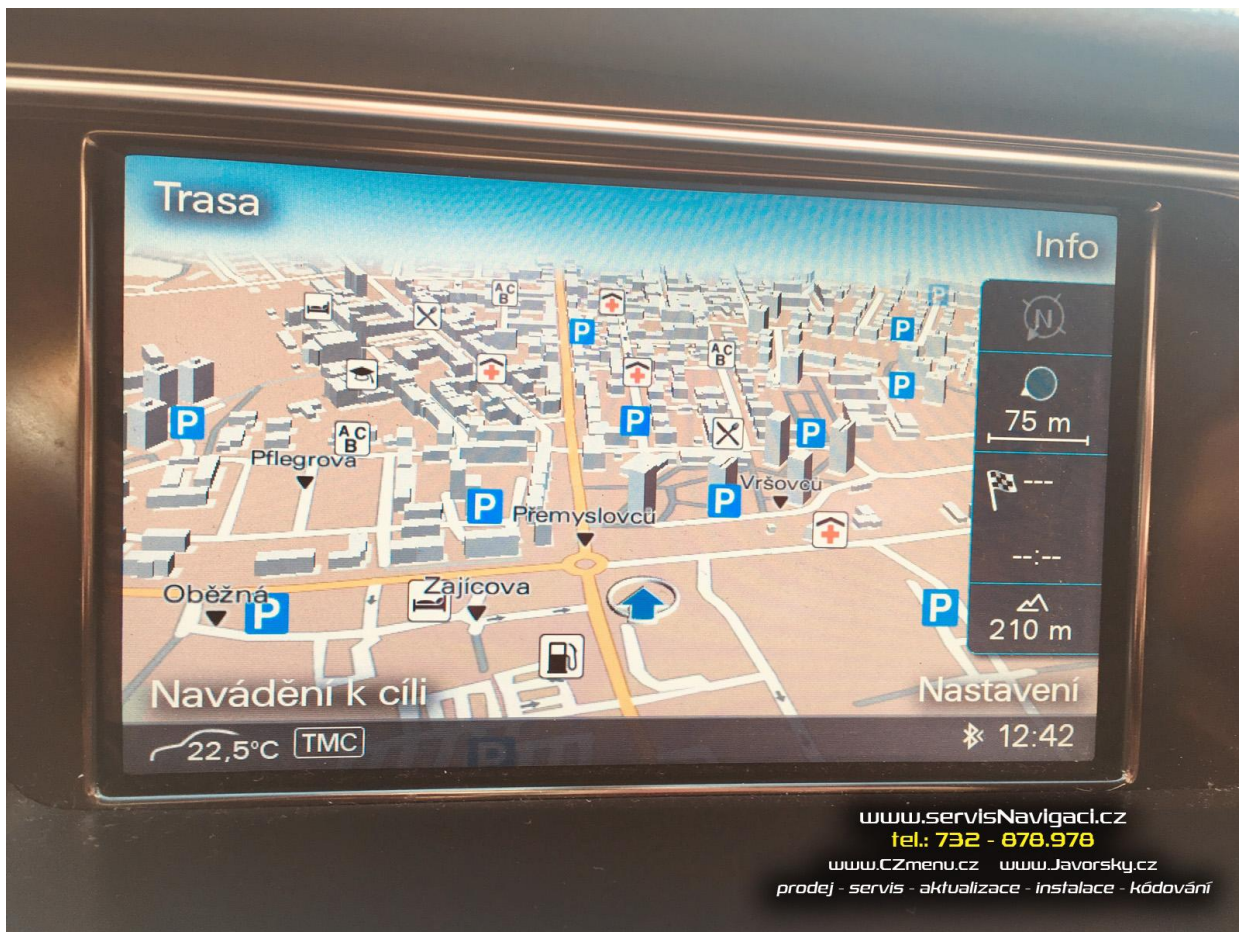 Trasa
Info
N
A C
B
P
P
P
A C
B
75 m
P
P
P
P
A C
B
Pflegrova
---
Vršovců
P
P
Přemyslovců
--:--
Oběžná
Zajícova
P
P
210 m
Navádění k cíli
Nastavení
22,5°C
TMC
12:42
www.servisNavigaci.cz
tel.: 732 - 878.978
www.CZmenu.cz www.Javorsky.cz
prodej - servis - aktualizace - instalace - kódování